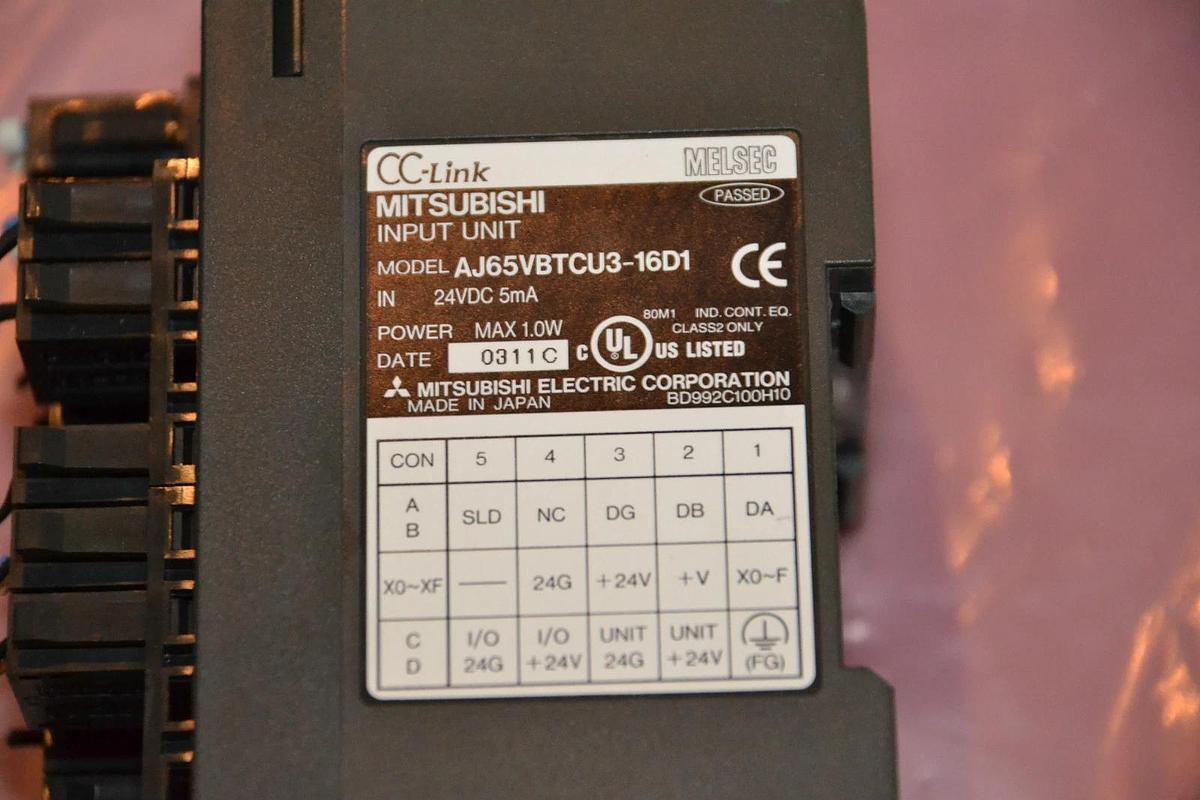 CC-Link MELSEC
MITSUBISHI PASSED
INPUT UNIT
MODEL AJ65VBTCU3-16D1 CE
IN 24VDC 5mA
80M1 IND. CONT. EQ.
POWER MAX 1.0W CLASS2 ONLY
DATE 0311C C UL US LISTED
MITSUBISHI ELECTRIC CORPORATION
MADE IN JAPAN BD992C100H10
CON 5 4 3 2 1
A
B SLD NC DG DB DA
X0~XF — 24G +24V +V X0~F
C I/O I/O UNIT UNIT
D 24G +24V 24G +24V (FG)